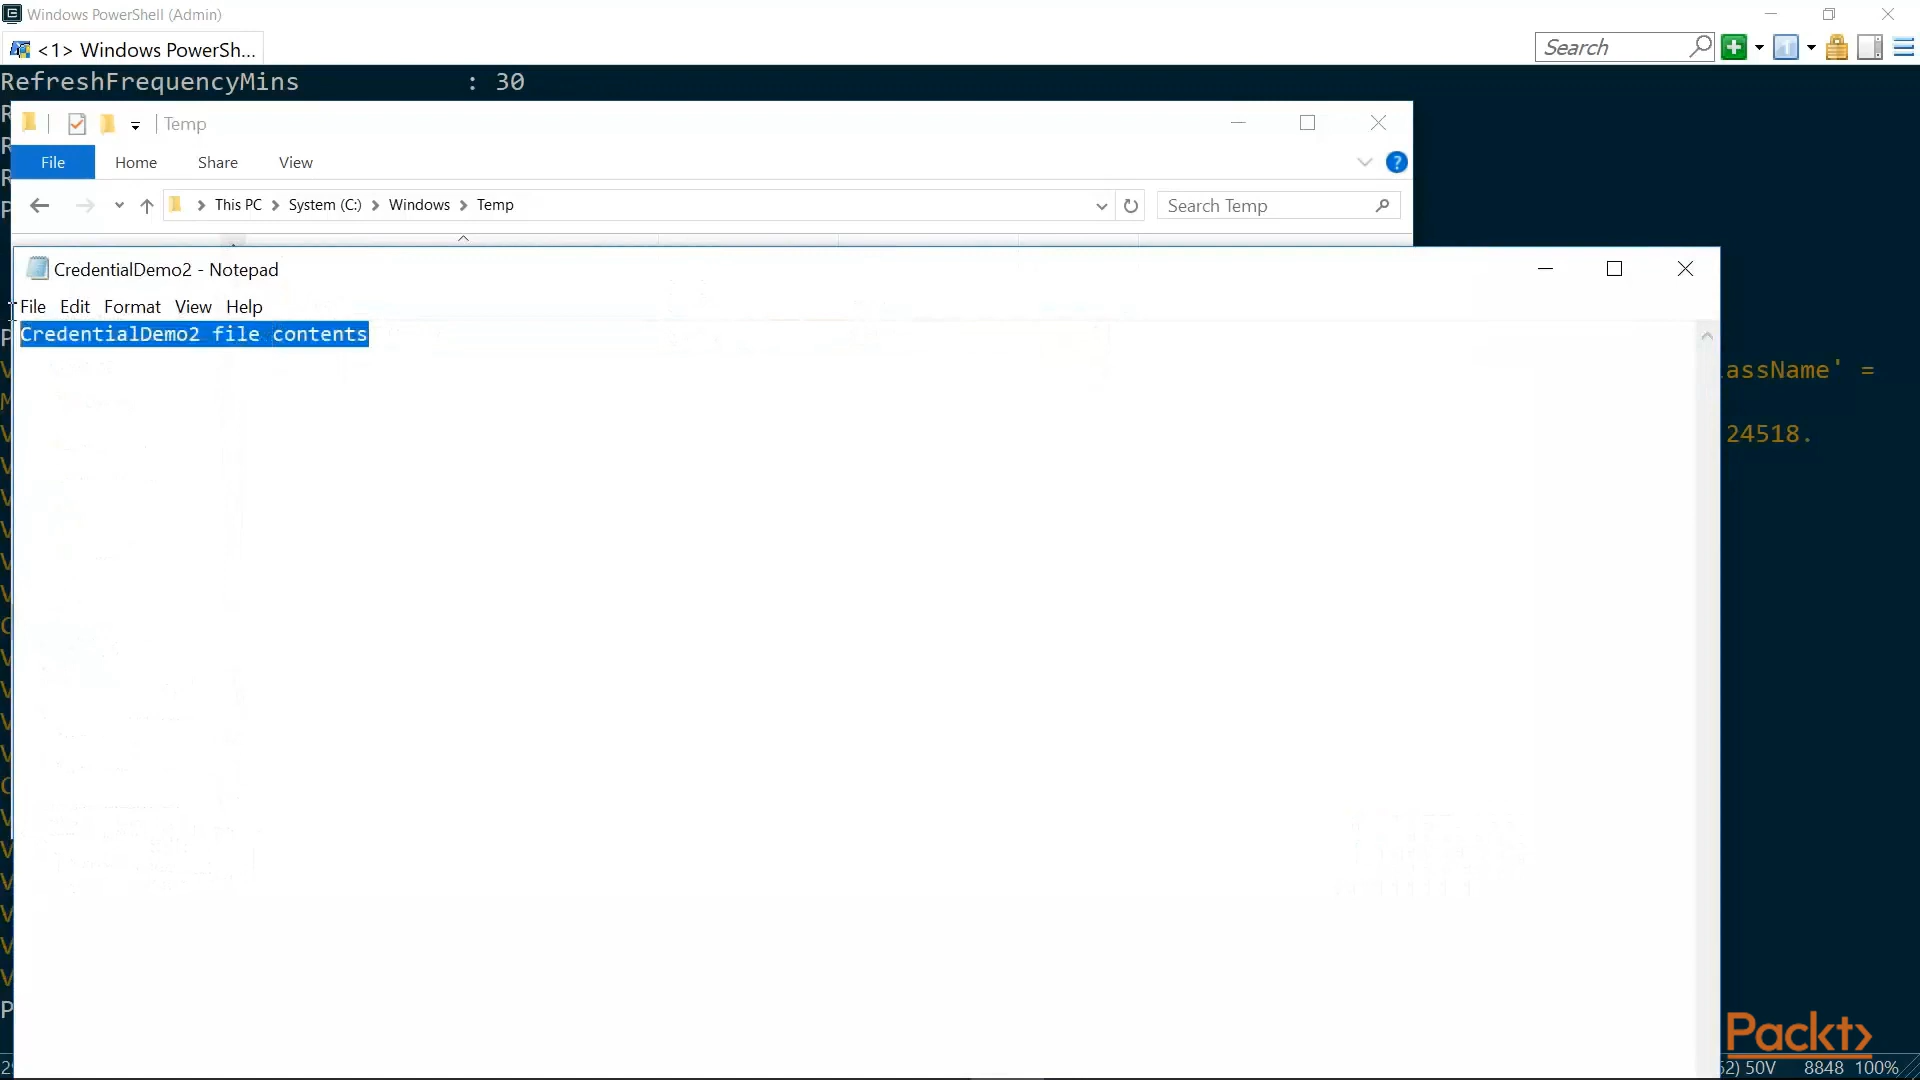 Windows PowerShell (Admin)
<1> Windows PowerSh...
Search
RefreshFrequencyMins : 30
Temp
File Home Share View
This PC > System (C:) > Windows > Temp
Search Temp
CredentialDemo2 - Notepad
File Edit Format View Help
CredentialDemo2 file contents
assName' =
24518.
Packt>
50V 8848 100%